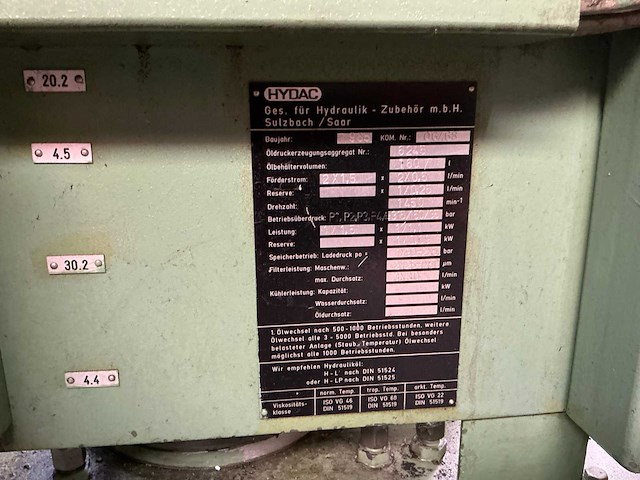 20.2
4.5
30.2
4.4
HYDAC
Ges. für Hydraulik - Zubehör m.b.H.
Sulzbach / Saar
Baujahr: KOM. Nr.:
Öldruckerzeugungsaggregat Nr.:
Ölbehältervolumen: l
Förderstrom: 2/1,5 x l/min
Reserve: x l/min
Drehzahl: min⁻¹
Betriebsüberdruck: bar
Leistung: x kW
Reserve: x kW
Speicherbetrieb: Ladedruck po bar
Filterleistung: Maschenw.: µm
max. Durchsatz: l/min
Kühlerleistung: Kapazität: kW
Wasserdurchsatz: l/min
Öldurchsatz: l/min
1. Ölwechsel nach 500-1000 Betriebsstunden, weitere
Ölwechsel alle 3 - 5000 Betriebsstd. Bei besonders
belasteter Anlage (Staub, Temperatur) Ölwechsel
möglichst alle 1000 Betriebsstunden.
Wir empfehlen Hydrauliköl:
H-L nach DIN 51524
oder H-LP nach DIN 51525
norm. Temp. trop. Temp. arkt. Temp.
Viskositäts-klasse ISO VG 46 ISO VG 68 ISO VG 22
DIN 51519 DIN 51519 DIN 51519